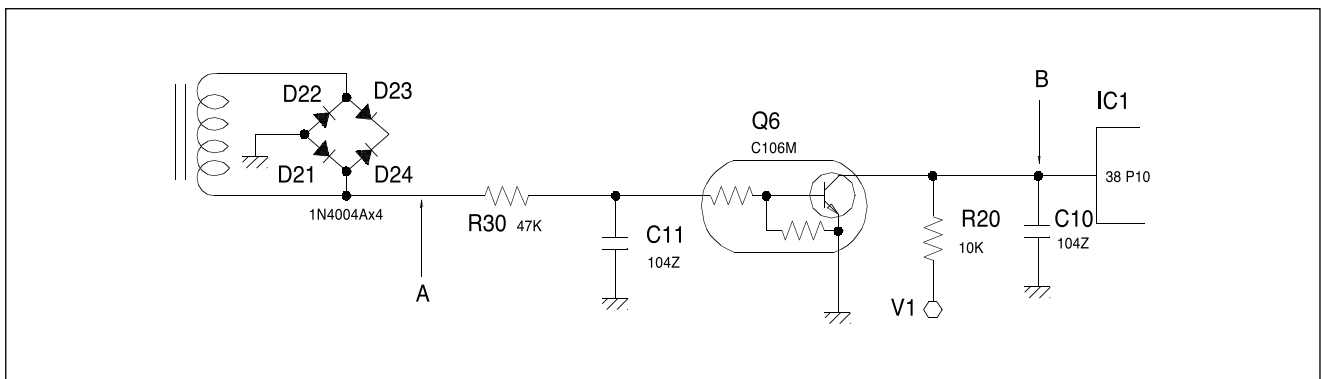 B
IC1
D22
D23
Q6
C106M
D21
D24
38 P10
1N4004Ax4
R30 47K
C11
104Z
R20
10K
C10
104Z
A
V1